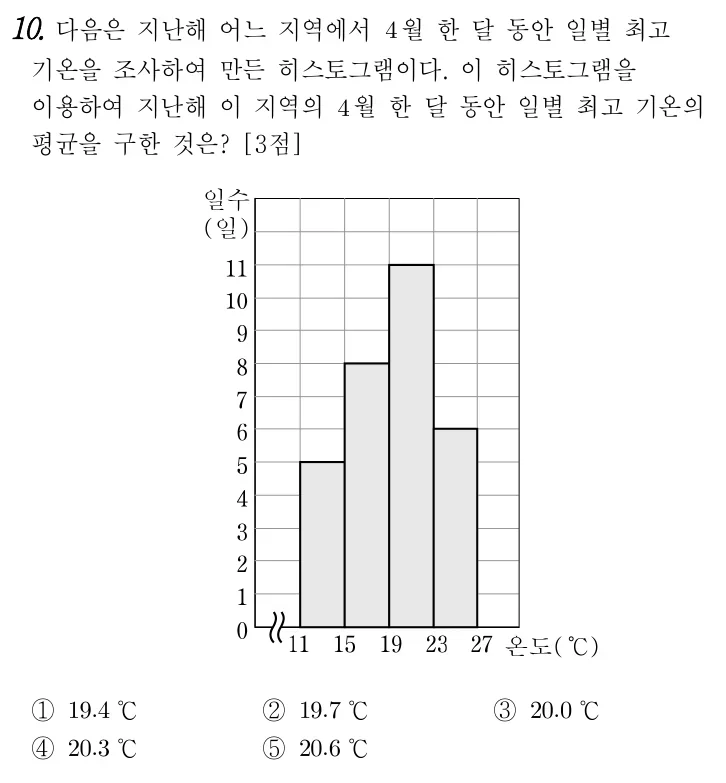 10. 다음은 지난해 어느 지역에서 4월 한 달 동안 일별 최고
기온을 조사하여 만든 히스토그램이다. 이 히스토그램을
이용하여 지난해 이 지역의 4월 한 달 동안 일별 최고 기온의
평균을 구한 것은? [3점]
일수
(일)
11
10
9
8
7
6
5
4
3
2
1
0
11 15 19 23 27 온도(℃)
① 19.4 ℃ ② 19.7 ℃ ③ 20.0 ℃
④ 20.3 ℃ ⑤ 20.6 ℃